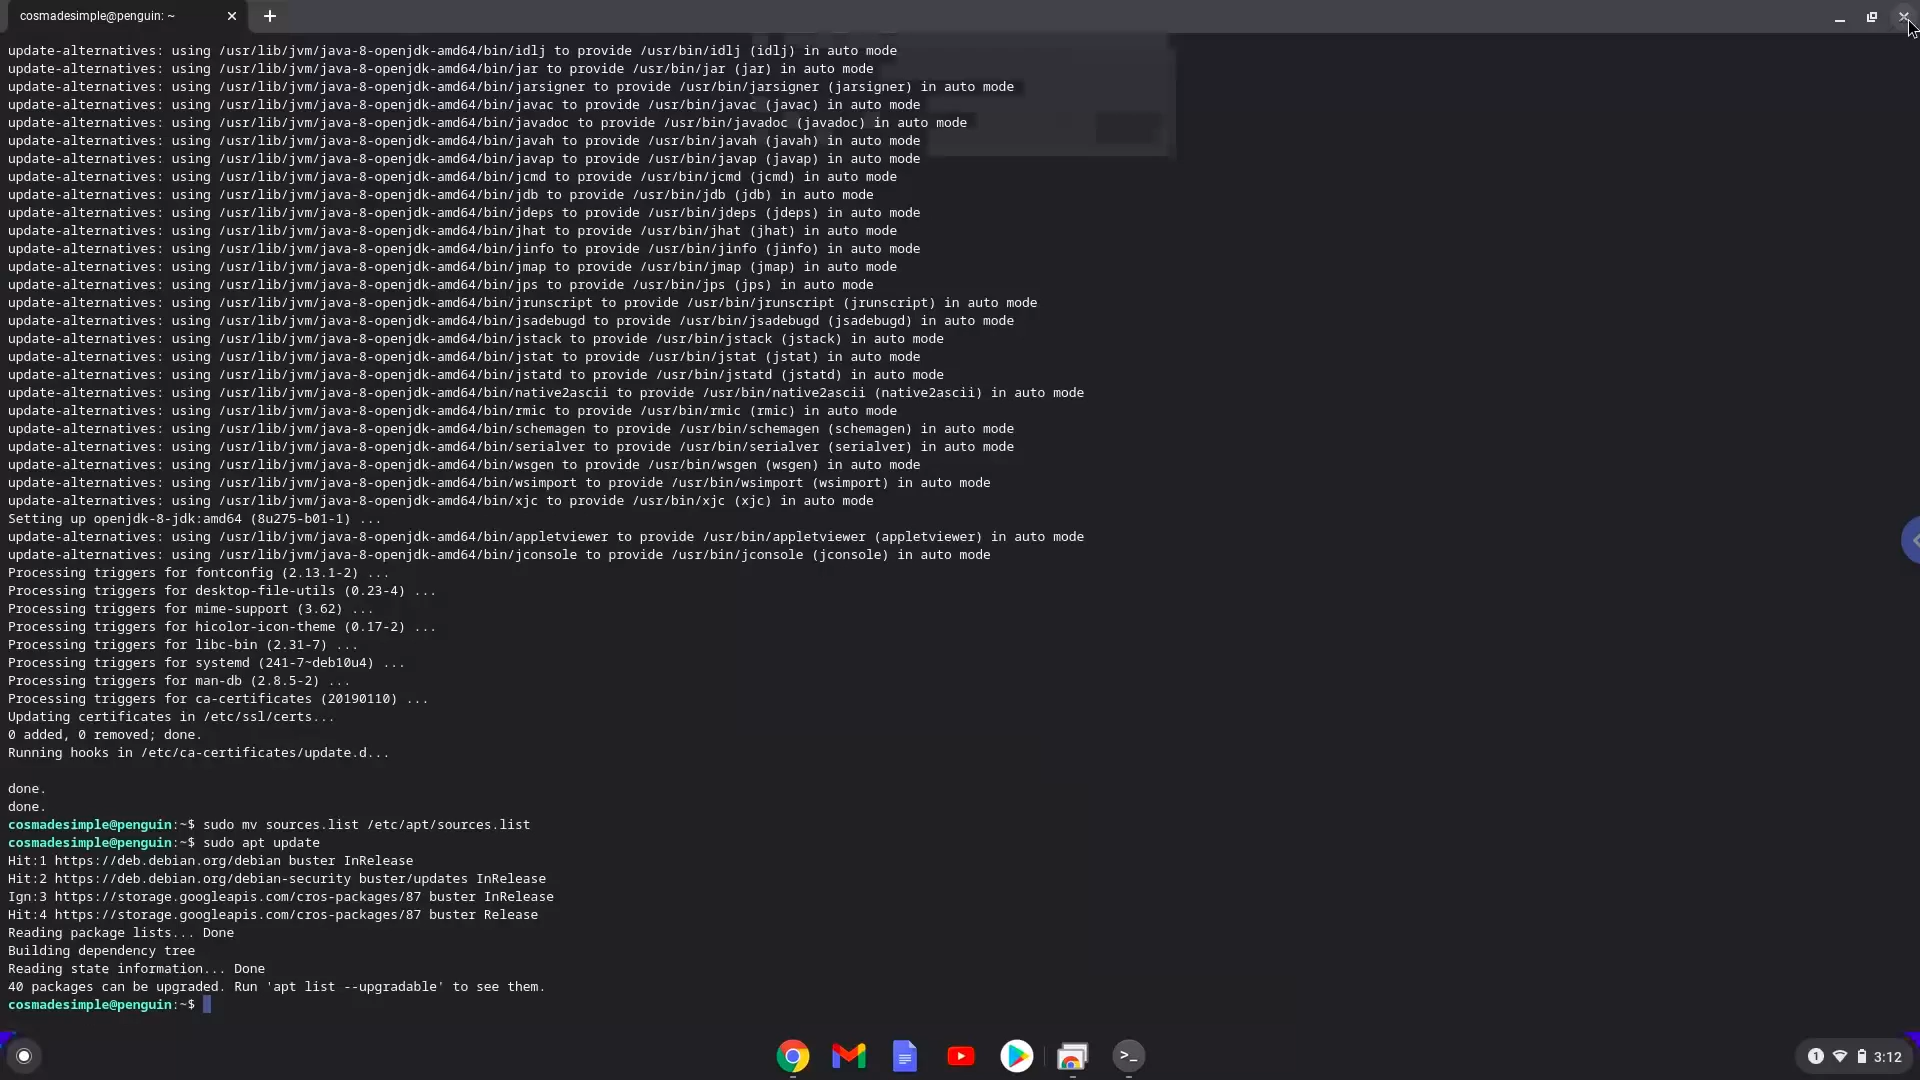 cosmadesimple@penguin: ~
update-alternatives: using /usr/lib/jvm/java-8-openjdk-amd64/bin/idlj to provide /usr/bin/idlj (idlj) in auto mode
update-alternatives: using /usr/lib/jvm/java-8-openjdk-amd64/bin/jar to provide /usr/bin/jar (jar) in auto mode
update-alternatives: using /usr/lib/jvm/java-8-openjdk-amd64/bin/jarsigner to provide /usr/bin/jarsigner (jarsigner) in auto mode
update-alternatives: using /usr/lib/jvm/java-8-openjdk-amd64/bin/javac to provide /usr/bin/javac (javac) in auto mode
update-alternatives: using /usr/lib/jvm/java-8-openjdk-amd64/bin/javadoc to provide /usr/bin/javadoc (javadoc) in auto mode
update-alternatives: using /usr/lib/jvm/java-8-openjdk-amd64/bin/javah to provide /usr/bin/javah (javah) in auto mode
update-alternatives: using /usr/lib/jvm/java-8-openjdk-amd64/bin/javap to provide /usr/bin/javap (javap) in auto mode
update-alternatives: using /usr/lib/jvm/java-8-openjdk-amd64/bin/jcmd to provide /usr/bin/jcmd (jcmd) in auto mode
update-alternatives: using /usr/lib/jvm/java-8-openjdk-amd64/bin/jdb to provide /usr/bin/jdb (jdb) in auto mode
update-alternatives: using /usr/lib/jvm/java-8-openjdk-amd64/bin/jdeps to provide /usr/bin/jdeps (jdeps) in auto mode
update-alternatives: using /usr/lib/jvm/java-8-openjdk-amd64/bin/jhat to provide /usr/bin/jhat (jhat) in auto mode
update-alternatives: using /usr/lib/jvm/java-8-openjdk-amd64/bin/jinfo to provide /usr/bin/jinfo (jinfo) in auto mode
update-alternatives: using /usr/lib/jvm/java-8-openjdk-amd64/bin/jmap to provide /usr/bin/jmap (jmap) in auto mode
update-alternatives: using /usr/lib/jvm/java-8-openjdk-amd64/bin/jps to provide /usr/bin/jps (jps) in auto mode
update-alternatives: using /usr/lib/jvm/java-8-openjdk-amd64/bin/jrunscript to provide /usr/bin/jrunscript (jrunscript) in auto mode
update-alternatives: using /usr/lib/jvm/java-8-openjdk-amd64/bin/jsadebugd to provide /usr/bin/jsadebugd (jsadebugd) in auto mode
update-alternatives: using /usr/lib/jvm/java-8-openjdk-amd64/bin/jstack to provide /usr/bin/jstack (jstack) in auto mode
update-alternatives: using /usr/lib/jvm/java-8-openjdk-amd64/bin/jstat to provide /usr/bin/jstat (jstat) in auto mode
update-alternatives: using /usr/lib/jvm/java-8-openjdk-amd64/bin/jstatd to provide /usr/bin/jstatd (jstatd) in auto mode
update-alternatives: using /usr/lib/jvm/java-8-openjdk-amd64/bin/native2ascii to provide /usr/bin/native2ascii (native2ascii) in auto mode
update-alternatives: using /usr/lib/jvm/java-8-openjdk-amd64/bin/rmic to provide /usr/bin/rmic (rmic) in auto mode
update-alternatives: using /usr/lib/jvm/java-8-openjdk-amd64/bin/schemagen to provide /usr/bin/schemagen (schemagen) in auto mode
update-alternatives: using /usr/lib/jvm/java-8-openjdk-amd64/bin/serialver to provide /usr/bin/serialver (serialver) in auto mode
update-alternatives: using /usr/lib/jvm/java-8-openjdk-amd64/bin/wsgen to provide /usr/bin/wsgen (wsgen) in auto mode
update-alternatives: using /usr/lib/jvm/java-8-openjdk-amd64/bin/wsimport to provide /usr/bin/wsimport (wsimport) in auto mode
update-alternatives: using /usr/lib/jvm/java-8-openjdk-amd64/bin/xjc to provide /usr/bin/xjc (xjc) in auto mode
Setting up openjdk-8-jdk:amd64 (8u275-b01-1) ...
update-alternatives: using /usr/lib/jvm/java-8-openjdk-amd64/bin/appletviewer to provide /usr/bin/appletviewer (appletviewer) in auto mode
update-alternatives: using /usr/lib/jvm/java-8-openjdk-amd64/bin/jconsole to provide /usr/bin/jconsole (jconsole) in auto mode
Processing triggers for fontconfig (2.13.1-2) ...
Processing triggers for desktop-file-utils (0.23-4) ...
Processing triggers for mime-support (3.62) ...
Processing triggers for hicolor-icon-theme (0.17-2) ...
Processing triggers for libc-bin (2.31-7) ...
Processing triggers for systemd (241-7~deb10u4) ...
Processing triggers for man-db (2.8.5-2) ...
Processing triggers for ca-certificates (20190110) ...
Updating certificates in /etc/ssl/certs...
0 added, 0 removed; done.
Running hooks in /etc/ca-certificates/update.d...
done.
done.
cosmadesimple@penguin:~$ sudo mv sources.list /etc/apt/sources.list
cosmadesimple@penguin:~$ sudo apt update
Hit:1 https://deb.debian.org/debian buster InRelease
Hit:2 https://deb.debian.org/debian-security buster/updates InRelease
Ign:3 https://storage.googleapis.com/cros-packages/87 buster InRelease
Hit:4 https://storage.googleapis.com/cros-packages/87 buster Release
Reading package lists... Done
Building dependency tree
Reading state information... Done
40 packages can be upgraded. Run 'apt list --upgradable' to see them.
cosmadesimple@penguin:~$
>_
1
3:12